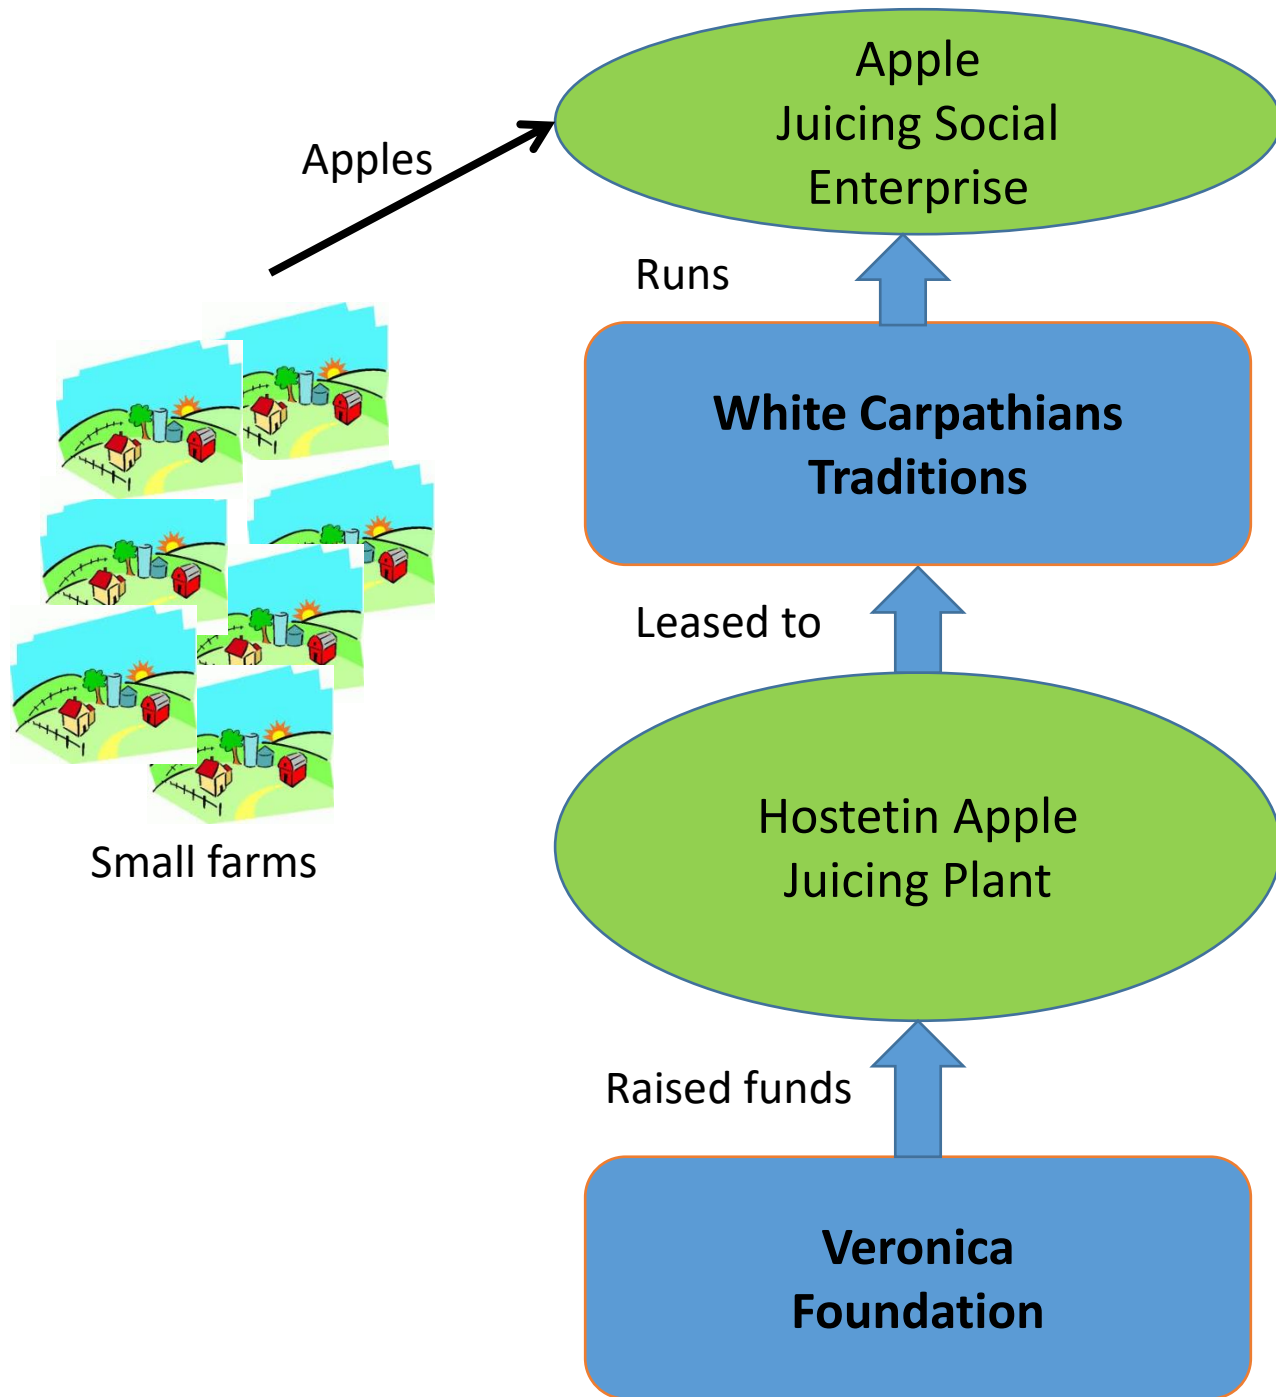 Apple
Juicing Social
Enterprise
Apples
Runs
White Carpathians
Traditions
Leased to
Hostetin Apple
Juicing Plant
Small farms
Raised funds
Veronica
Foundation